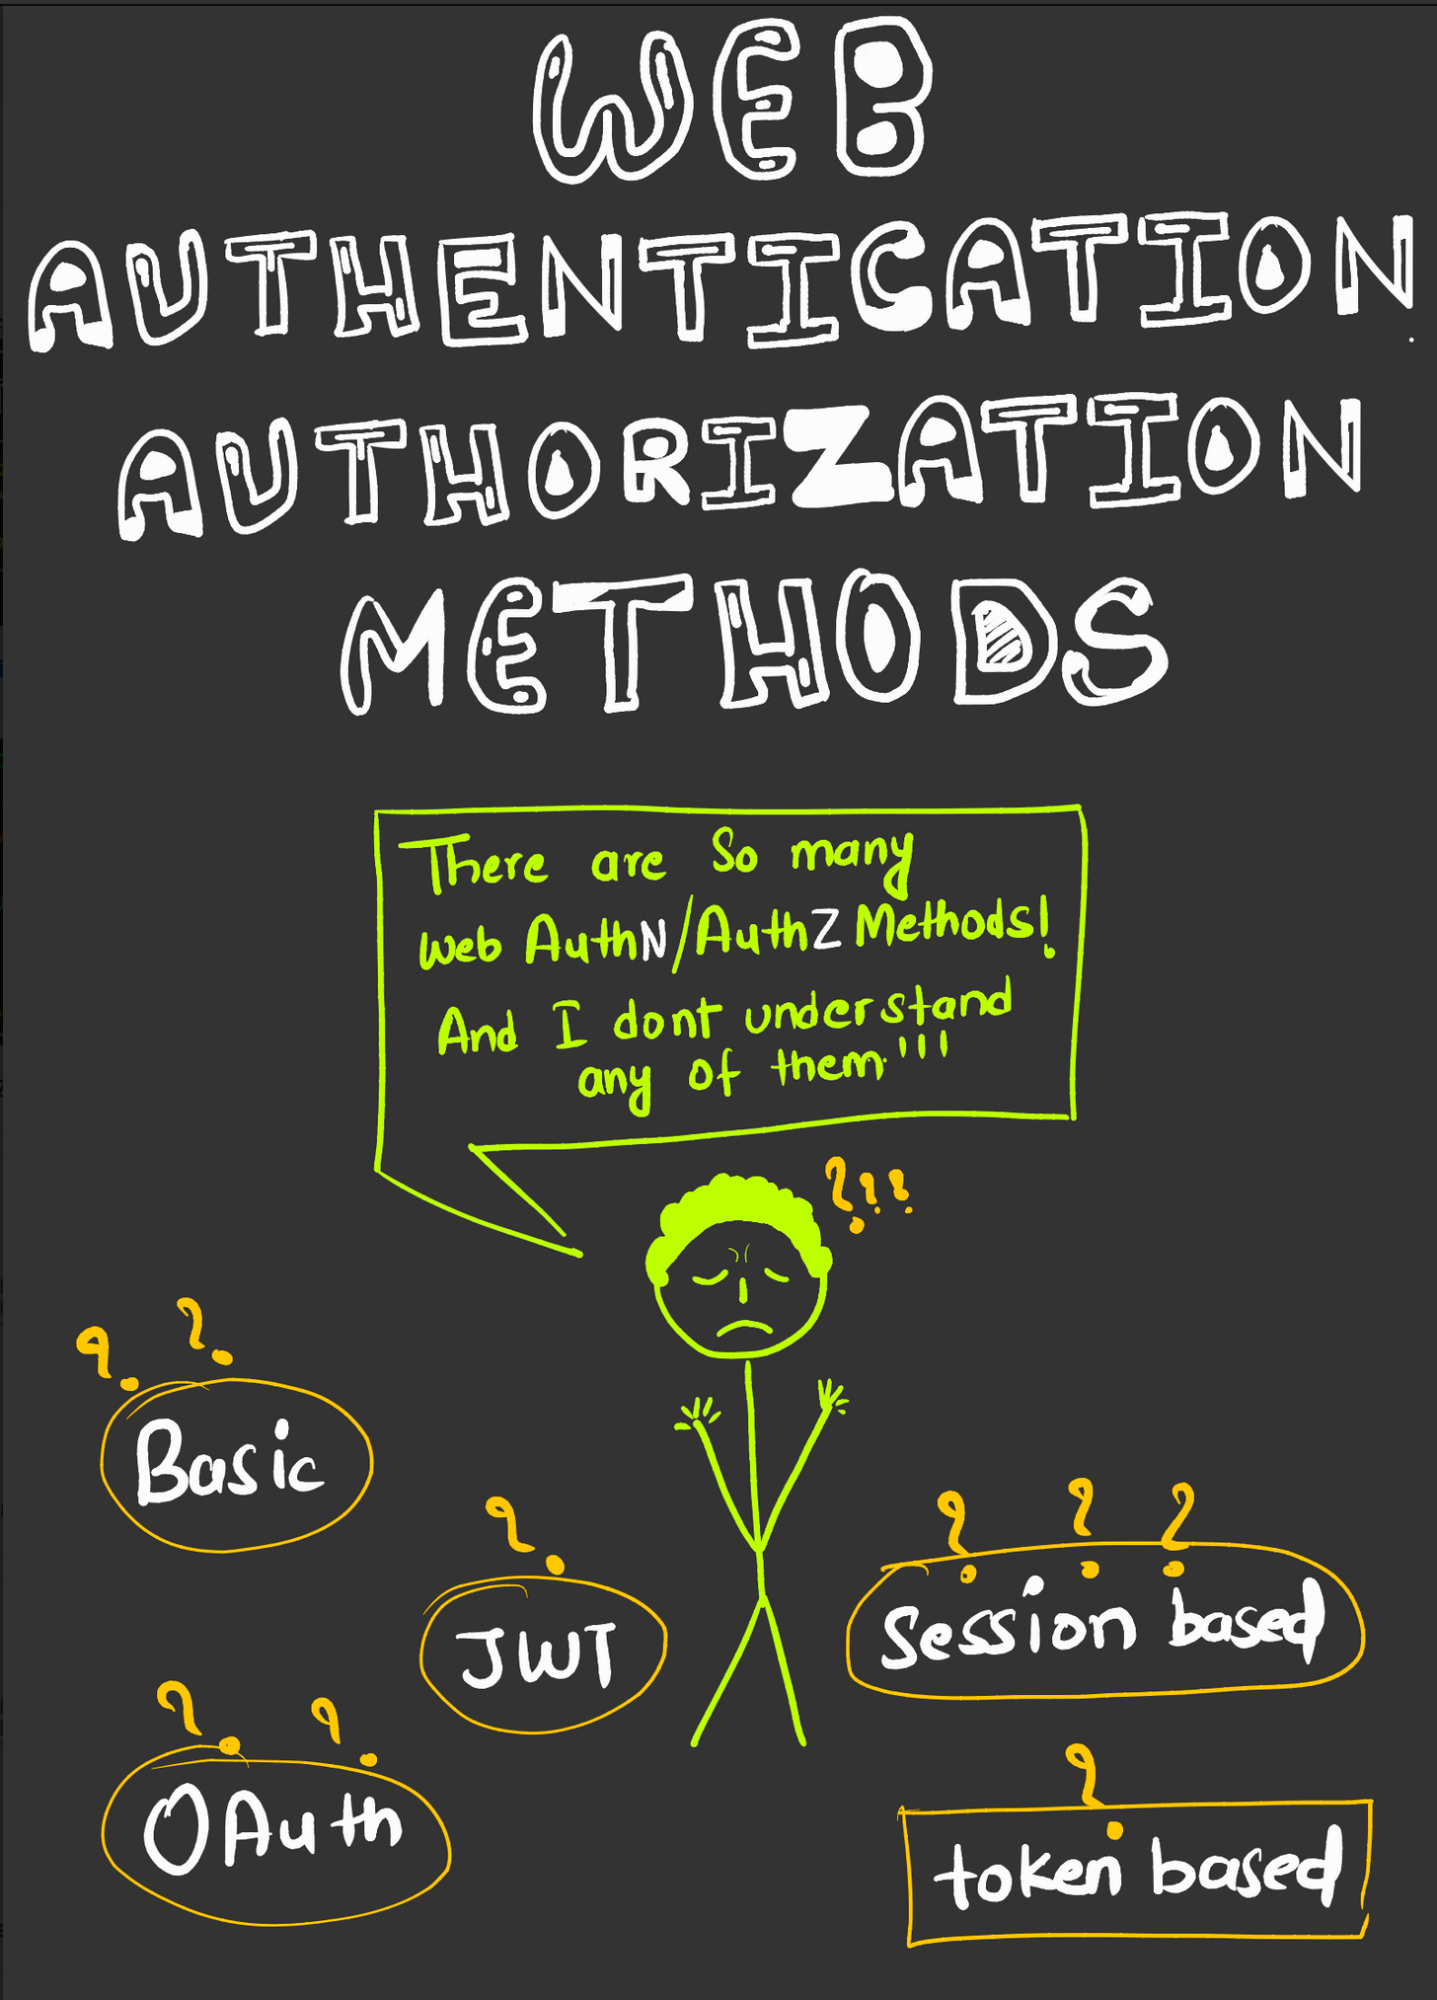 WEB
AUTHENTICATION
AUTHORIZATION
METHODS
There are So many
Web AuthN/AuthZ Methods!
And I dont understand
any of them!!!
? ! !
? ?
Basic
?
JWT
? ? ?
Session based
? ?
OAuth
?
token based